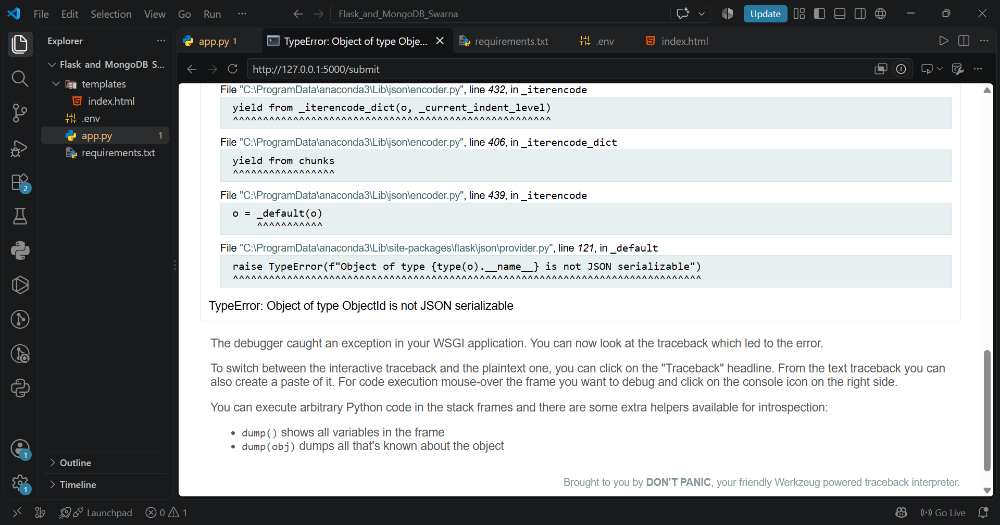 File Edit Selection View Go Run ··· Flask_and_MongoDB_Swarna Update
Explorer ···
app.py 1 TypeError: Object of type Obje... requirements.txt .env index.html
http://127.0.0.1:5000/submit
Flask_and_MongoDB_S...
templates
index.html
.env
app.py 1
requirements.txt
2
File "C:\ProgramData\anaconda3\Lib\json\encoder.py", line 432, in _iterencode
yield from _iterencode_dict(o, _current_indent_level)
^^^^^^^^^^^^^^^^^^^^^^^^^^^^^^^^^^^^^^^^^^^^^^^^^^^^^
File "C:\ProgramData\anaconda3\Lib\json\encoder.py", line 406, in _iterencode_dict
yield from chunks
^^^^^^^^^^^^^^^^^
File "C:\ProgramData\anaconda3\Lib\json\encoder.py", line 439, in _iterencode
o = _default(o)
^^^^^^^^^^^
File "C:\ProgramData\anaconda3\Lib\site-packages\flask\json\provider.py", line 121, in _default
raise TypeError(f"Object of type {type(o).__name__} is not JSON serializable")
^^^^^^^^^^^^^^^^^^^^^^^^^^^^^^^^^^^^^^^^^^^^^^^^^^^^^^^^^^^^^^^^^^^^^^^^^^^^^^
TypeError: Object of type ObjectId is not JSON serializable
The debugger caught an exception in your WSGI application. You can now look at the traceback which led to the error.
To switch between the interactive traceback and the plaintext one, you can click on the "Traceback" headline. From the text traceback you can
also create a paste of it. For code execution mouse-over the frame you want to debug and click on the console icon on the right side.
You can execute arbitrary Python code in the stack frames and there are some extra helpers available for introspection:
• dump() shows all variables in the frame
• dump(obj) dumps all that's known about the object
Brought to you by DON'T PANIC, your friendly Werkzeug powered traceback interpreter.
1
Outline
1
Timeline
Launchpad 0 1 Go Live